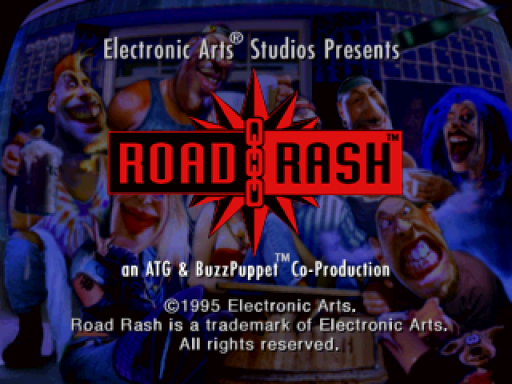 Electronic Arts® Studios Presents
ROAD RASH™
an ATG & BuzzPuppet™ Co-Production
©1995 Electronic Arts.
Road Rash is a trademark of Electronic Arts.
All rights reserved.